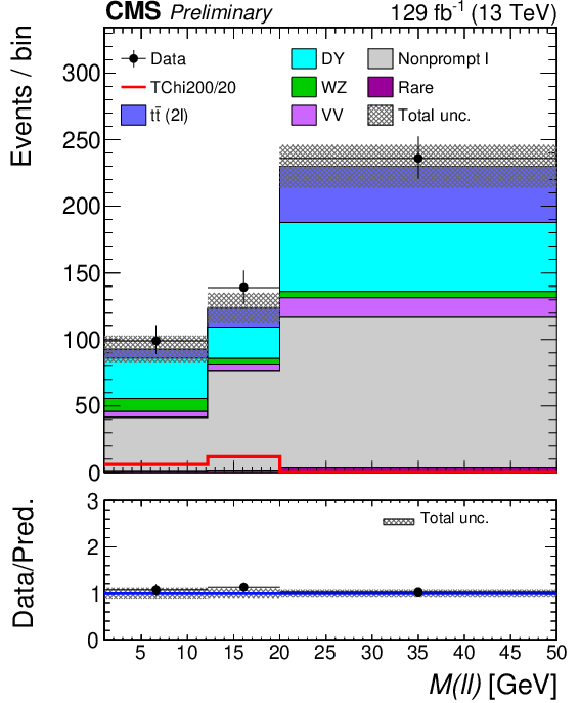 CMS Preliminary 129 fb⁻¹ (13 TeV)
Events / bin
Data
TChi200/20
tt̄ (2l)
DY
WZ
VV
Nonprompt l
Rare
Total unc.
300
250
200
150
100
50
0
Data/Pred.
Total unc.
3
2
1
0
5 10 15 20 25 30 35 40 45 50
M(ll) [GeV]